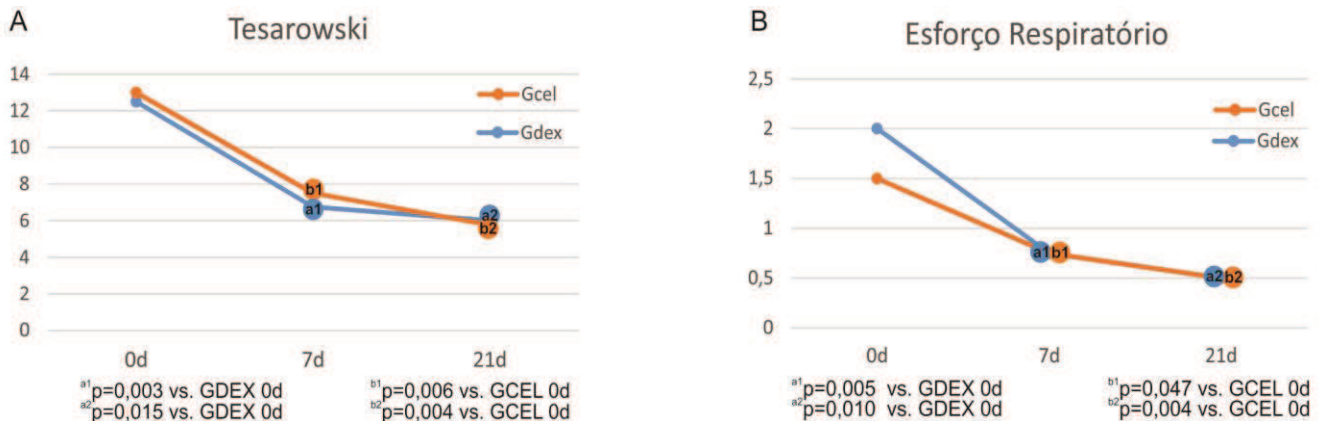 A
Tesarowski
14
12
10
8
6
4
2
0
Gcel
Gdex
b1
a1
a2
b2
0d
7d
21d
a1p=0,003 vs. GDEX 0d
a2p=0,015 vs. GDEX 0d
b1p=0,006 vs. GCEL 0d
b2p=0,004 vs. GCEL 0d
B
Esforço Respiratório
2,5
2
1,5
1
0,5
0
Gcel
Gdex
a1 b1
a2 b2
0d
7d
21d
a1p=0,005 vs. GDEX 0d
a2p=0,010 vs. GDEX 0d
b1p=0,047 vs. GCEL 0d
b2p=0,004 vs. GCEL 0d